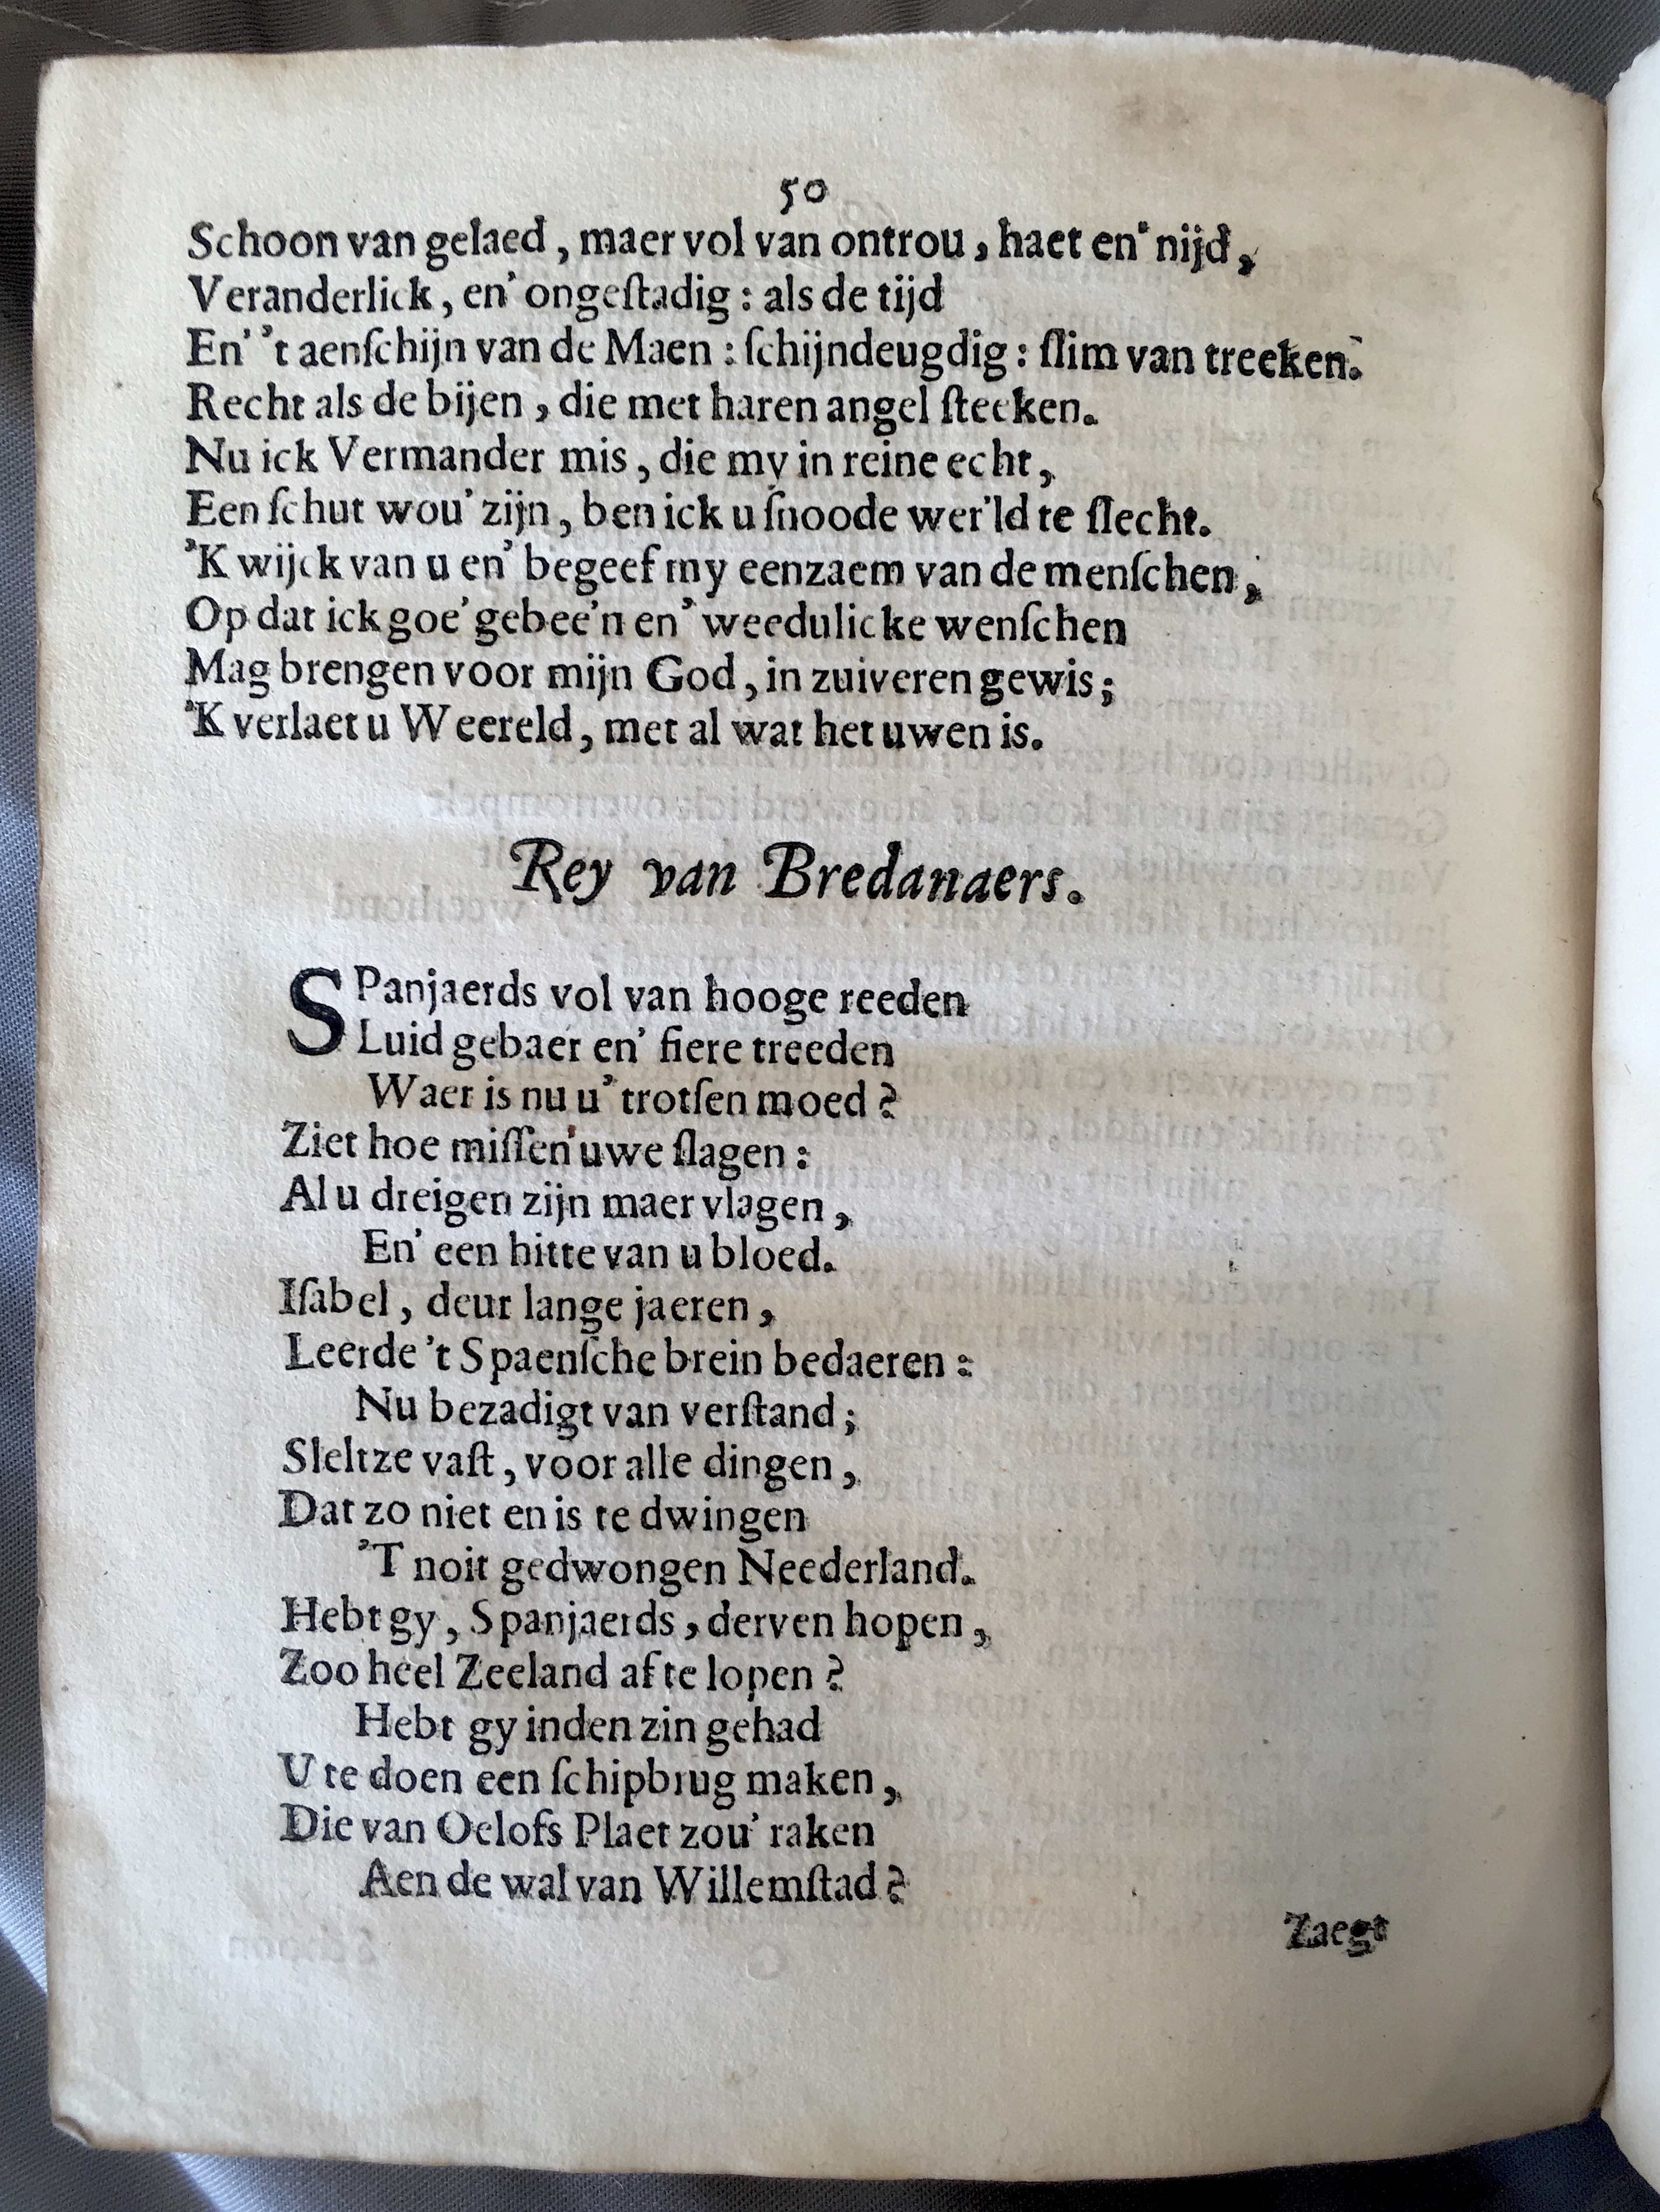 50
Schoon van gelaed, maer vol van ontrou, haet en' nijd,
Veranderlick, en' ongeſtadig: als de tijd
En' 't aenſchijn van de Maen: ſchijndeugdig: ſlim van treeken.
Recht als de bijen, die met haren angel ſteeken.
Nu ick Vermander mis, die my in reine echt,
Een ſchut wou' zijn, ben ick u ſnoode wer'ld te ſlecht.
'K wijck van u en' begeef my eenzaem van de menſchen,
Op dat ick goe' gebee'n en' weedulicke wenſchen
Mag brengen voor mijn God, in zuiveren gewis;
'K verlaet u Weereld, met al wat het uwen is.
Rey van Bredanaers.
SPanjaerds vol van hooge reeden
Luid gebaer en' fiere treeden
Waer is nu u' trotſen moed?
Ziet hoe miſſen uwe ſlagen:
Al u dreigen zijn maer vlagen,
En' een hitte van u bloed.
Iſabel, deur lange jaeren,
Leerde 't Spaenſche brein bedaeren:
Nu bezadigt van verſtand;
Sleltze vaſt, voor alle dingen,
Dat zo niet en is te dwingen
'T noit gedwongen Neederland.
Hebt gy, Spanjaerds, derven hopen,
Zoo heel Zeeland af te lopen?
Hebt gy inden zin gehad
U te doen een ſchipbrug maken,
Die van Oelofs Plaet zou' raken
Aen de wal van Willemſtad?
Zaegt